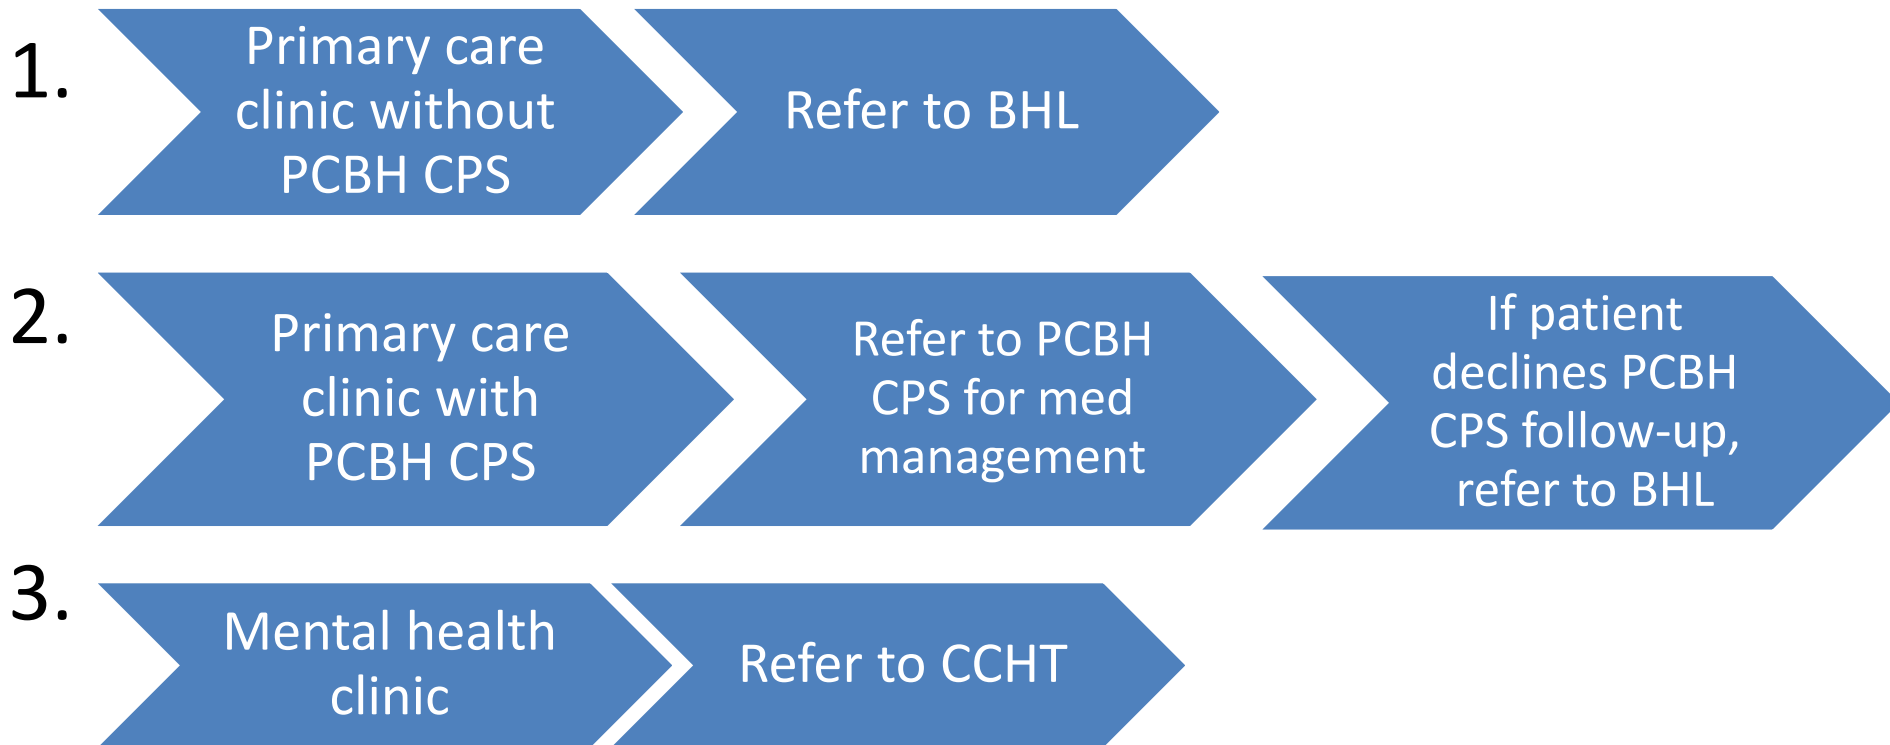 1.
Primary care
clinic without
PCBH CPS
Refer to BHL
2.
Primary care
clinic with
PCBH CPS
Refer to PCBH
CPS for med
management
If patient
declines PCBH
CPS follow-up,
refer to BHL
3.
Mental health
clinic
Refer to CCHT